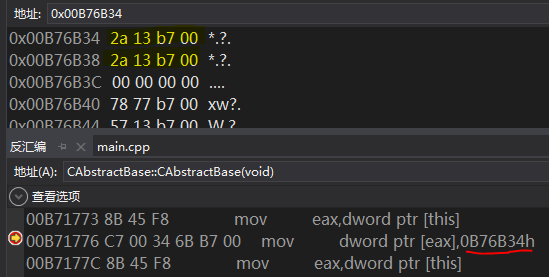 地址: 0x00B76B34
0x00B76B34 2a 13 b7 00 *.?.
0x00B76B38 2a 13 b7 00 *.?.
0x00B76B3C 00 00 00 00 ....
0x00B76B40 78 77 b7 00 xw?.
0x00B76B44 57 13 b7 00 W.?.
反汇编 main.cpp
地址(A): CAbstractBase::CAbstractBase(void)
查看选项
00B71773 8B 45 F8 mov eax,dword ptr [this]
00B71776 C7 00 34 6B B7 00 mov dword ptr [eax],0B76B34h
00B7177C 8B 45 F8 mov eax,dword ptr [this]